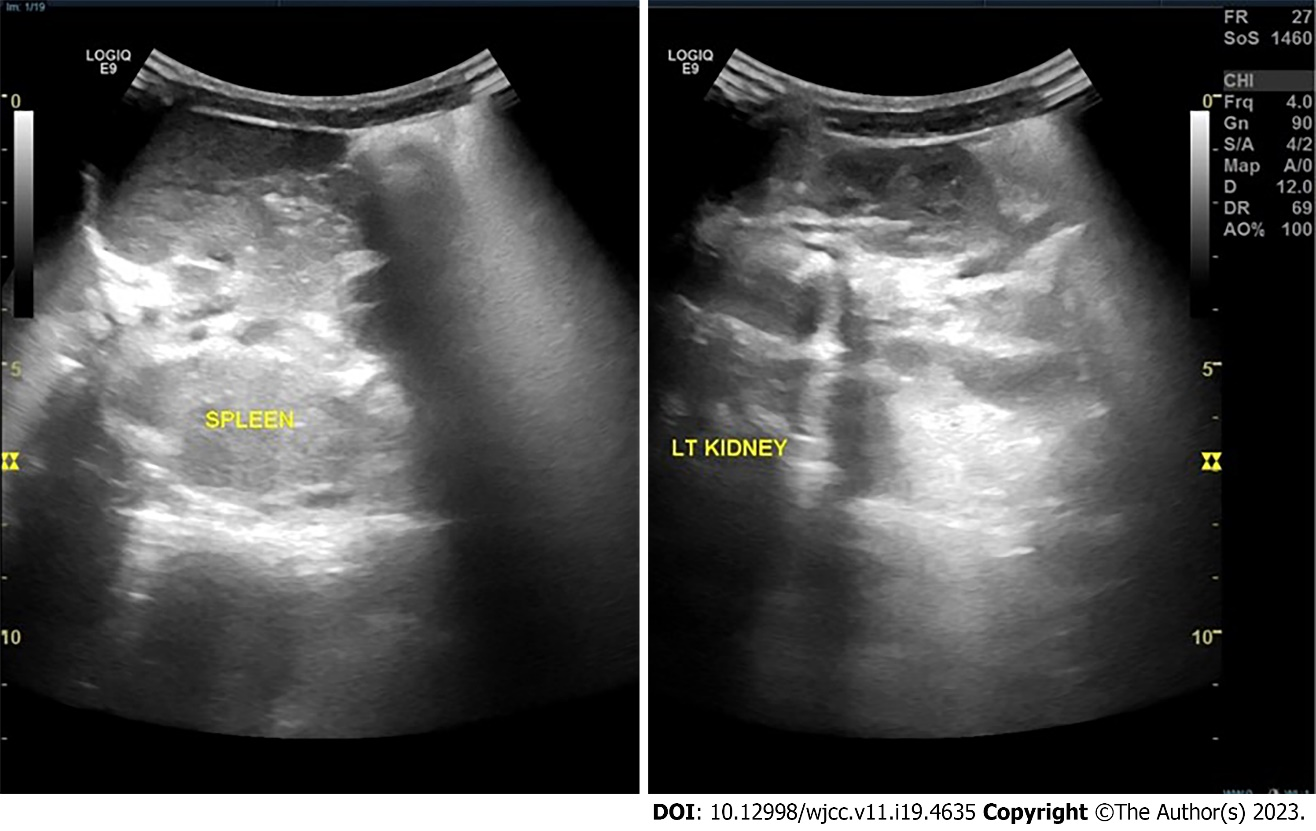 Im: 1/19
LOGIQ
E9
0
5
SPLEEN
10
LOGIQ
E9
0
5
LT KIDNEY
10
FR 27
SoS 1460
CHI
Frq 4.0
Gn 90
S/A 4/2
Map A/0
D 12.0
DR 69
AO% 100
DOI: 10.12998/wjcc.v11.i19.4635 Copyright ©The Author(s) 2023.